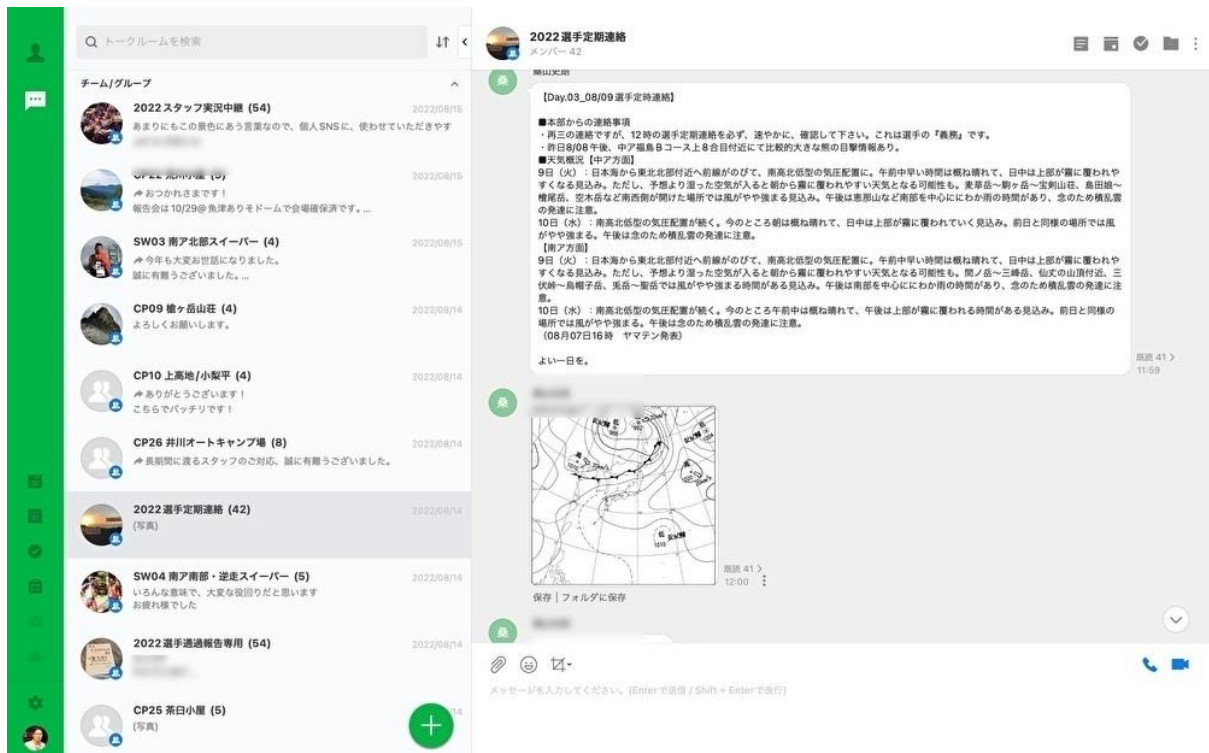 トークルームを検索
チーム/グループ
2022スタッフ実況中継 (54)
2022/08/16
あまりにもこの景色にあう言葉なので、個人SNSに、使わせていただきやす
2022/08/15
おつかれさまです!
報告会は10/29@魚津ありそドームで会場確保済です。...
SW03 南ア北部スイーパー (4)
2022/08/15
今年も大変お世話になりました。
誠に有難うございました。...
CP09 槍ヶ岳山荘 (4)
2022/08/14
よろしくお願いします。
CP10 上高地/小梨平 (4)
2022/08/14
ありがとうございます!
こちらでバッチリです!
CP26 井川オートキャンプ場 (8)
2022/08/14
長期間に渡るスタッフのご対応、誠に有難うございました。
2022選手定期連絡 (42)
2022/08/14
(写真)
SW04 南ア南部・逆走スイーパー (5)
2022/08/14
いろんな意味で、大変な役回りだと思います
お疲れ様でした
2022選手通過報告専用 (54)
2022/08/14
CP25 茶臼小屋 (5)
(写真)
2022選手定期連絡
メンバー 42
桑
【Day.03_08/09選手定時連絡】
■本部からの連絡事項
・再三の連絡ですが、12時の選手定期連絡を必ず、速やかに、確認して下さい。これは選手の『義務』です。
・昨日8/08午後、中ア福島Bコース上8合目付近にて比較的大きな熊の目撃情報あり。
■天気概況【中ア方面】
9日（火）：日本海から東北北部付近へ前線がのびて、南高北低型の気圧配置に。午前中早い時間は概ね晴れて、日中は上部が霧に覆われや
すくなる見込み。ただし、予想より湿った空気が入ると朝から霧に覆われやすい天気となる可能性も。麦草岳〜駒ヶ岳〜宝剣山荘、島田娘〜
檜尾岳、空木岳など南西側が開けた場所では風がやや強まる見込み。午後は恵那山など南部を中心ににわか雨の時間があり、念のため積乱雲
の発達に注意。
10日（水）：南高北低型の気圧配置が続く。今のところ朝は概ね晴れて、日中は上部が霧に覆われていく見込み。前日と同様の場所では風
がやや強まる。午後は念のため積乱雲の発達に注意。
【南ア方面】
9日（火）：日本海から東北北部付近へ前線がのびて、南高北低型の気圧配置に。午前中早い時間は概ね晴れて、日中は上部が霧に覆われや
すくなる見込み。ただし、予想より湿った空気が入ると朝から霧に覆われやすい天気となる可能性も。間ノ岳〜三峰岳、仙丈の山頂付近、三
伏峠〜烏帽子岳、兎岳〜聖岳では風がやや強まる時間がある見込み。午後は南部を中心ににわか雨の時間があり、念のため積乱雲の発達に注
意。
10日（水）：南高北低型の気圧配置が続く。今のところ午前中は概ね晴れて、午後は上部が霧に覆われる時間がある見込み。前日と同様の
場所では風がやや強まる。午後は念のため積乱雲の発達に注意。
（08月07日16時　ヤマテン発表）
よい一日を。
既読 41
11:59
桑
既読 41
12:00
保存 | フォルダに保存
桑
メッセージを入力してください。(Enterで送信 / Shift + Enterで改行)